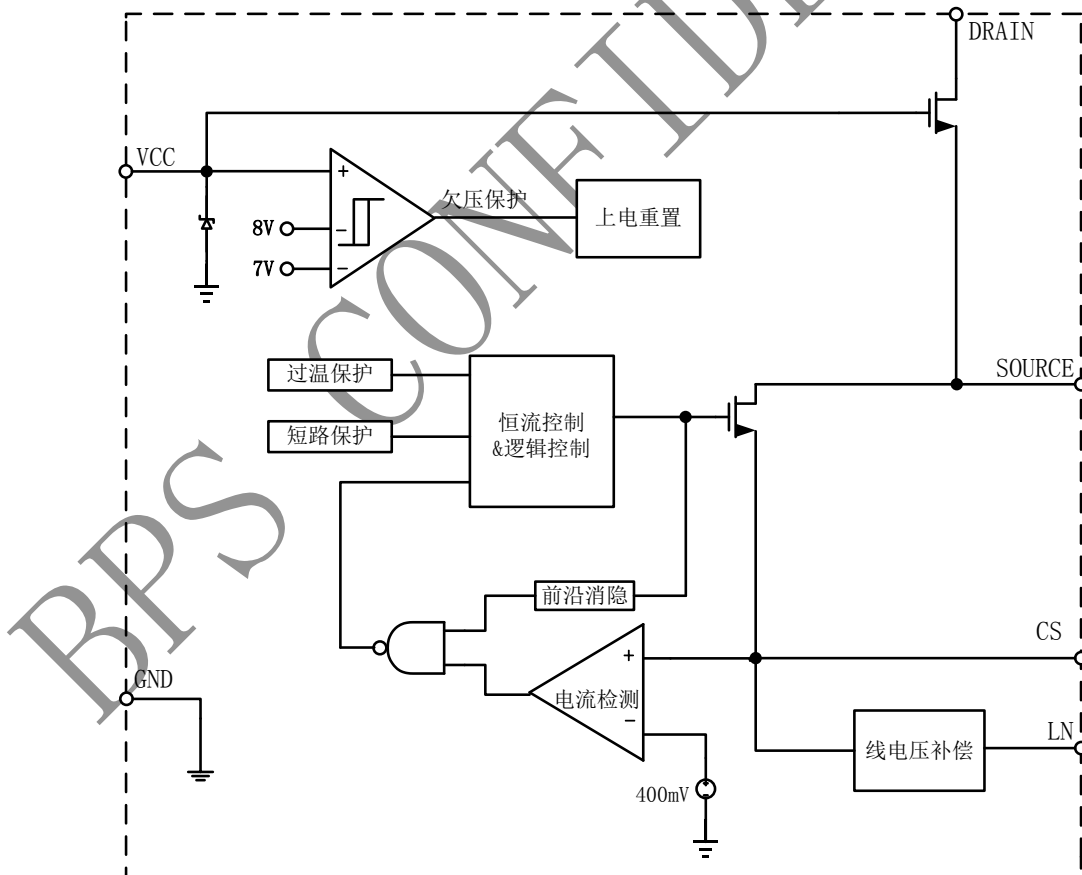 DRAIN
VCC
欠压保护
上电重置
8V
7V
+
-
-
SOURCE
过温保护
短路保护
恒流控制
&逻辑控制
前沿消隐
CS
GND
+
电流检测
-
LN
线电压补偿
400mV
BPS CONFIDE